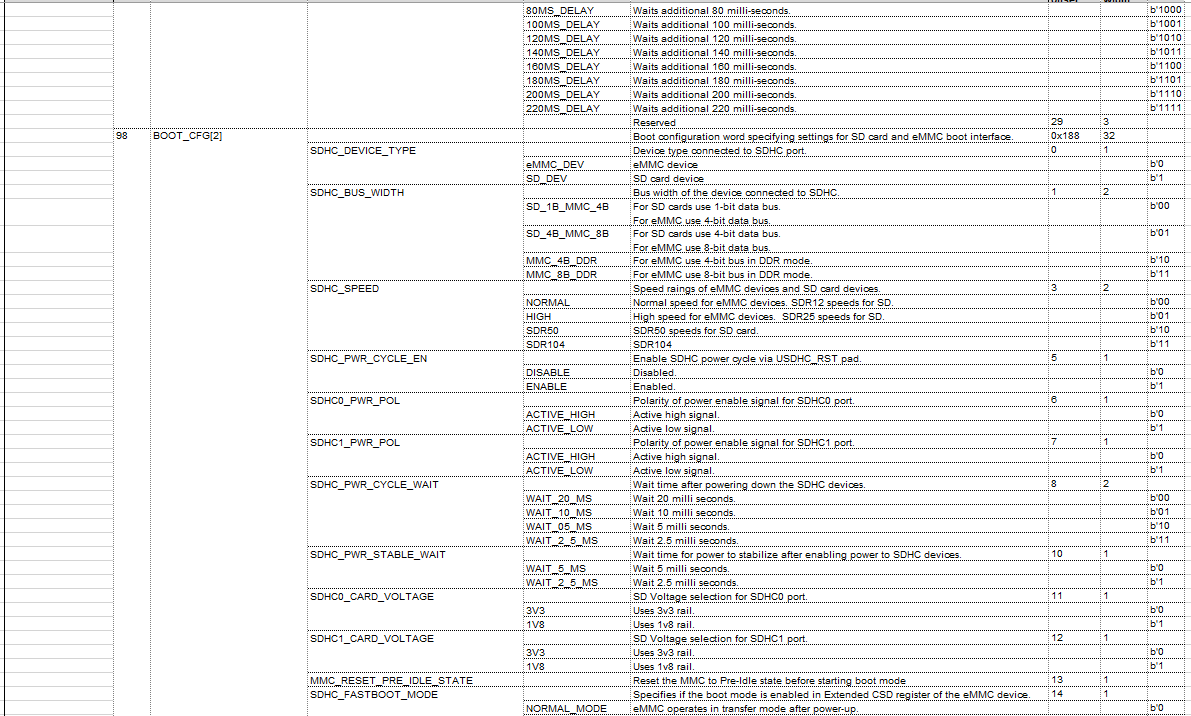 80MS_DELAY Waits additional 80 milli-seconds. b'1000
100MS_DELAY Waits additional 100 milli-seconds. b'1001
120MS_DELAY Waits additional 120 milli-seconds. b'1010
140MS_DELAY Waits additional 140 milli-seconds. b'1011
160MS_DELAY Waits additional 160 milli-seconds. b'1100
180MS_DELAY Waits additional 180 milli-seconds. b'1101
200MS_DELAY Waits additional 200 milli-seconds. b'1110
220MS_DELAY Waits additional 220 milli-seconds. b'1111
Reserved 29 3
98 BOOT_CFG[2] Boot configuration word specifying settings for SD card and eMMC boot interface. 0x188 32
SDHC_DEVICE_TYPE Device type connected to SDHC port. 0 1
eMMC_DEV eMMC device b'0
SD_DEV SD card device b'1
SDHC_BUS_WIDTH Bus width of the device connected to SDHC. 1 2
SD_1B_MMC_4B For SD cards use 1-bit data bus. b'00
For eMMC use 4-bit data bus.
SD_4B_MMC_8B For SD cards use 4-bit data bus. b'01
For eMMC use 8-bit data bus.
MMC_4B_DDR For eMMC use 4-bit bus in DDR mode. b'10
MMC_8B_DDR For eMMC use 8-bit bus in DDR mode. b'11
SDHC_SPEED Speed raings of eMMC devices and SD card devices. 3 2
NORMAL Normal speed for eMMC devices. SDR12 speeds for SD. b'00
HIGH High speed for eMMC devices. SDR25 speeds for SD. b'01
SDR50 SDR50 speeds for SD card. b'10
SDR104 SDR104 b'11
SDHC_PWR_CYCLE_EN Enable SDHC power cycle via USDHC_RST pad. 5 1
DISABLE Disabled. b'0
ENABLE Enabled. b'1
SDHC0_PWR_POL Polarity of power enable signal for SDHC0 port. 6 1
ACTIVE_HIGH Active high signal. b'0
ACTIVE_LOW Active low signal. b'1
SDHC1_PWR_POL Polarity of power enable signal for SDHC1 port. 7 1
ACTIVE_HIGH Active high signal. b'0
ACTIVE_LOW Active low signal. b'1
SDHC_PWR_CYCLE_WAIT Wait time after powering down the SDHC devices. 8 2
WAIT_20_MS Wait 20 milli seconds. b'00
WAIT_10_MS Wait 10 milli seconds. b'01
WAIT_05_MS Wait 5 milli seconds. b'10
WAIT_2_5_MS Wait 2.5 milli seconds. b'11
SDHC_PWR_STABLE_WAIT Wait time for power to stabilize after enabling power to SDHC devices. 10 1
WAIT_5_MS Wait 5 milli seconds. b'0
WAIT_2_5_MS Wait 2.5 milli seconds. b'1
SDHC0_CARD_VOLTAGE SD Voltage selection for SDHC0 port. 11 1
3V3 Uses 3v3 rail. b'0
1V8 Uses 1v8 rail. b'1
SDHC1_CARD_VOLTAGE SD Voltage selection for SDHC1 port. 12 1
3V3 Uses 3v3 rail. b'0
1V8 Uses 1v8 rail. b'1
MMC_RESET_PRE_IDLE_STATE Reset the MMC to Pre-Idle state before starting boot mode 13 1
SDHC_FASTBOOT_MODE Specifies if the boot mode is enabled in Extended CSD register of the eMMC device. 14 1
NORMAL_MODE eMMC operates in transfer mode after power-up. b'0